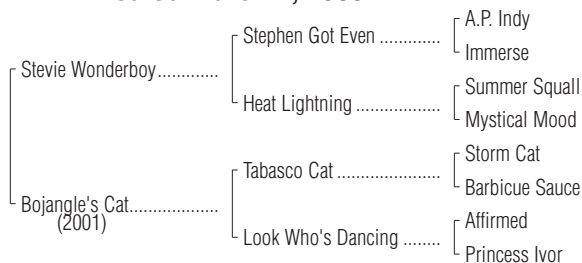 A.P. Indy
Stephen Got Even ............
Immerse
Stevie Wonderboy.............
Summer Squall
Heat Lightning .................
Mystical Mood
Storm Cat
Tabasco Cat ....................
Barbicue Sauce
Bojangle's Cat...................
(2001)
Affirmed
Look Who's Dancing ........
Princess Ivor